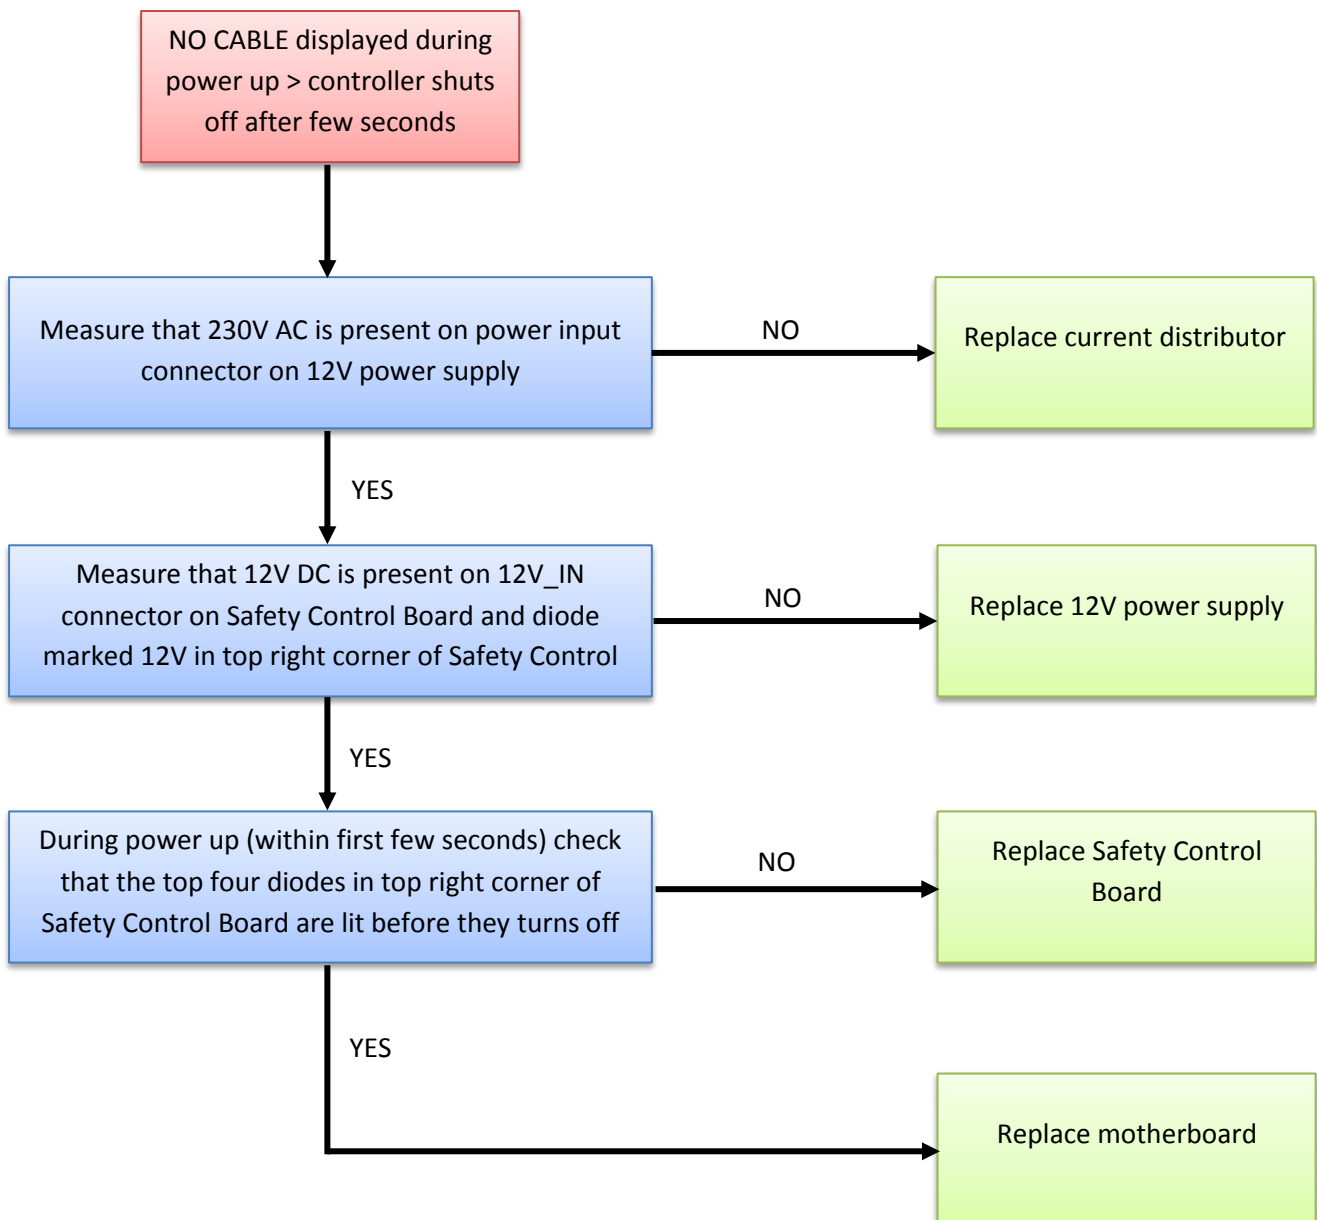 NO CABLE displayed during
power up > controller shuts
off after few seconds
Measure that 230V AC is present on power input
connector on 12V power supply
NO
Replace current distributor
YES
Measure that 12V DC is present on 12V_IN
connector on Safety Control Board and diode
marked 12V in top right corner of Safety Control
NO
Replace 12V power supply
YES
During power up (within first few seconds) check
that the top four diodes in top right corner of
Safety Control Board are lit before they turns off
NO
Replace Safety Control
Board
YES
Replace motherboard